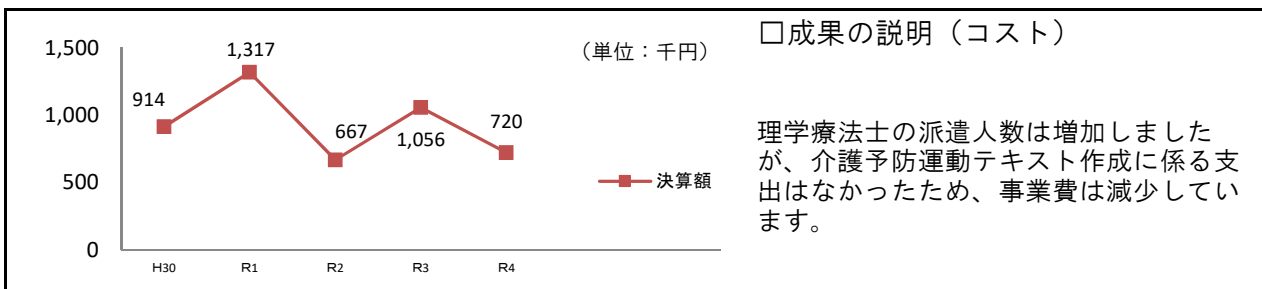 1,500
1,000
500
0
914
1,317
667
1,056
720
（単位：千円）
決算額
H30
R1
R2
R3
R4
□成果の説明（コスト）
理学療法士の派遣人数は増加しました
が、介護予防運動テキスト作成に係る支
出はなかったため、事業費は減少してい
ます。